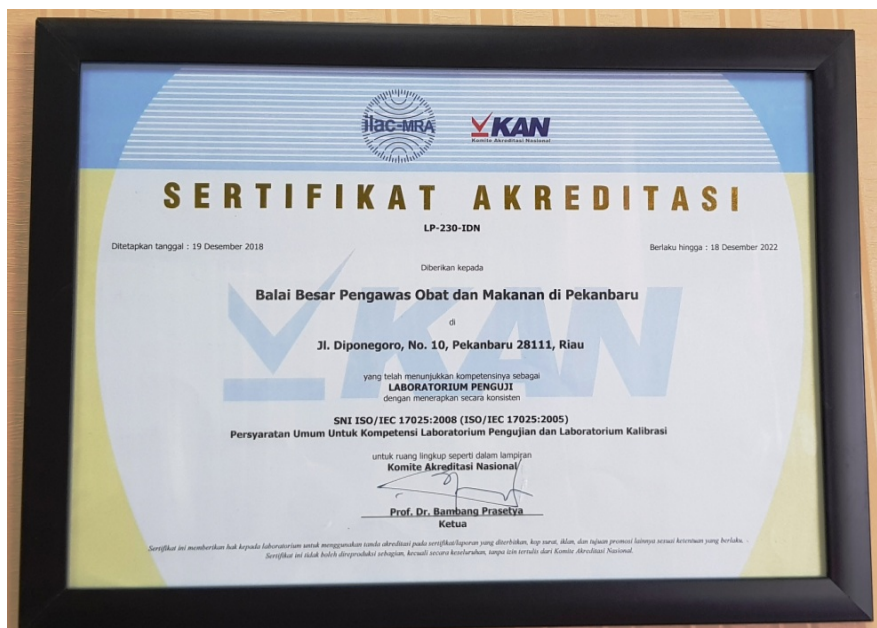 ilac-MRA
KAN
Komite Akreditasi Nasional
SERTIFIKAT AKREDITASI
LP-230-IDN
Ditetapkan tanggal : 19 Desember 2018
Berlaku hingga : 18 Desember 2022
Diberikan kepada
Balai Besar Pengawas Obat dan Makanan di Pekanbaru
di
Jl. Diponegoro, No. 10, Pekanbaru 28111, Riau
yang telah menunjukkan kompetensinya sebagai
LABORATORIUM PENGUJI
dengan menerapkan secara konsisten
SNI ISO/IEC 17025:2008 (ISO/IEC 17025:2005)
Persyaratan Umum Untuk Kompetensi Laboratorium Pengujian dan Laboratorium Kalibrasi
untuk ruang lingkup seperti dalam lampiran
Komite Akreditasi Nasional
Prof. Dr. Bambang Prasetya
Ketua
Sertifikat ini memberikan hak kepada laboratorium untuk menggunakan tanda akreditasi pada sertifikat/laporan yang diterbitkan, kop surat, iklan, dan tujuan promosi lainnya sesuai ketentuan yang berlaku.
Sertifikat ini tidak boleh direproduksi sebagian, kecuali secara keseluruhan, tanpa izin tertulis dari Komite Akreditasi Nasional.
KAN